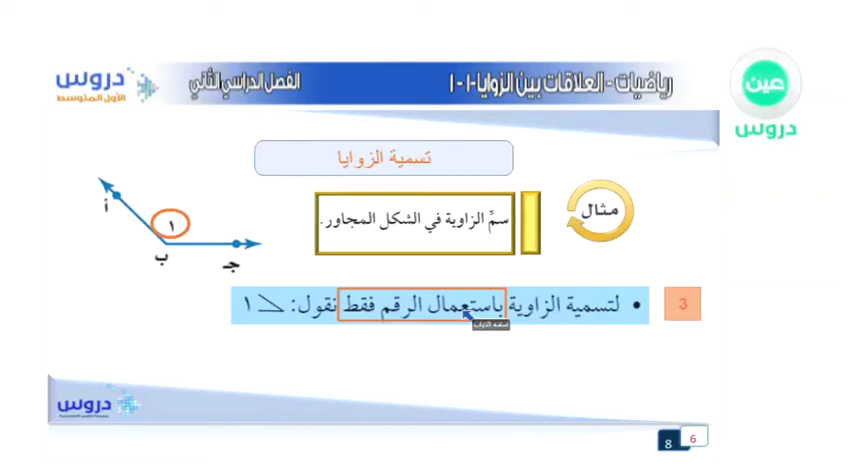 دروس
الأول المتوسط
الفصل الدراسي الثاني
رياضيات - العلاقات بين الزوايا - ١ - ١
عين
دروس
تسمية الزوايا
مثال
سمِّ الزاوية في الشكل المجاور.
أ
١
ب
جـ
3
• لتسمية الزاوية باستعمال الرقم فقط نقول: ∠ ١
دروس
8
6